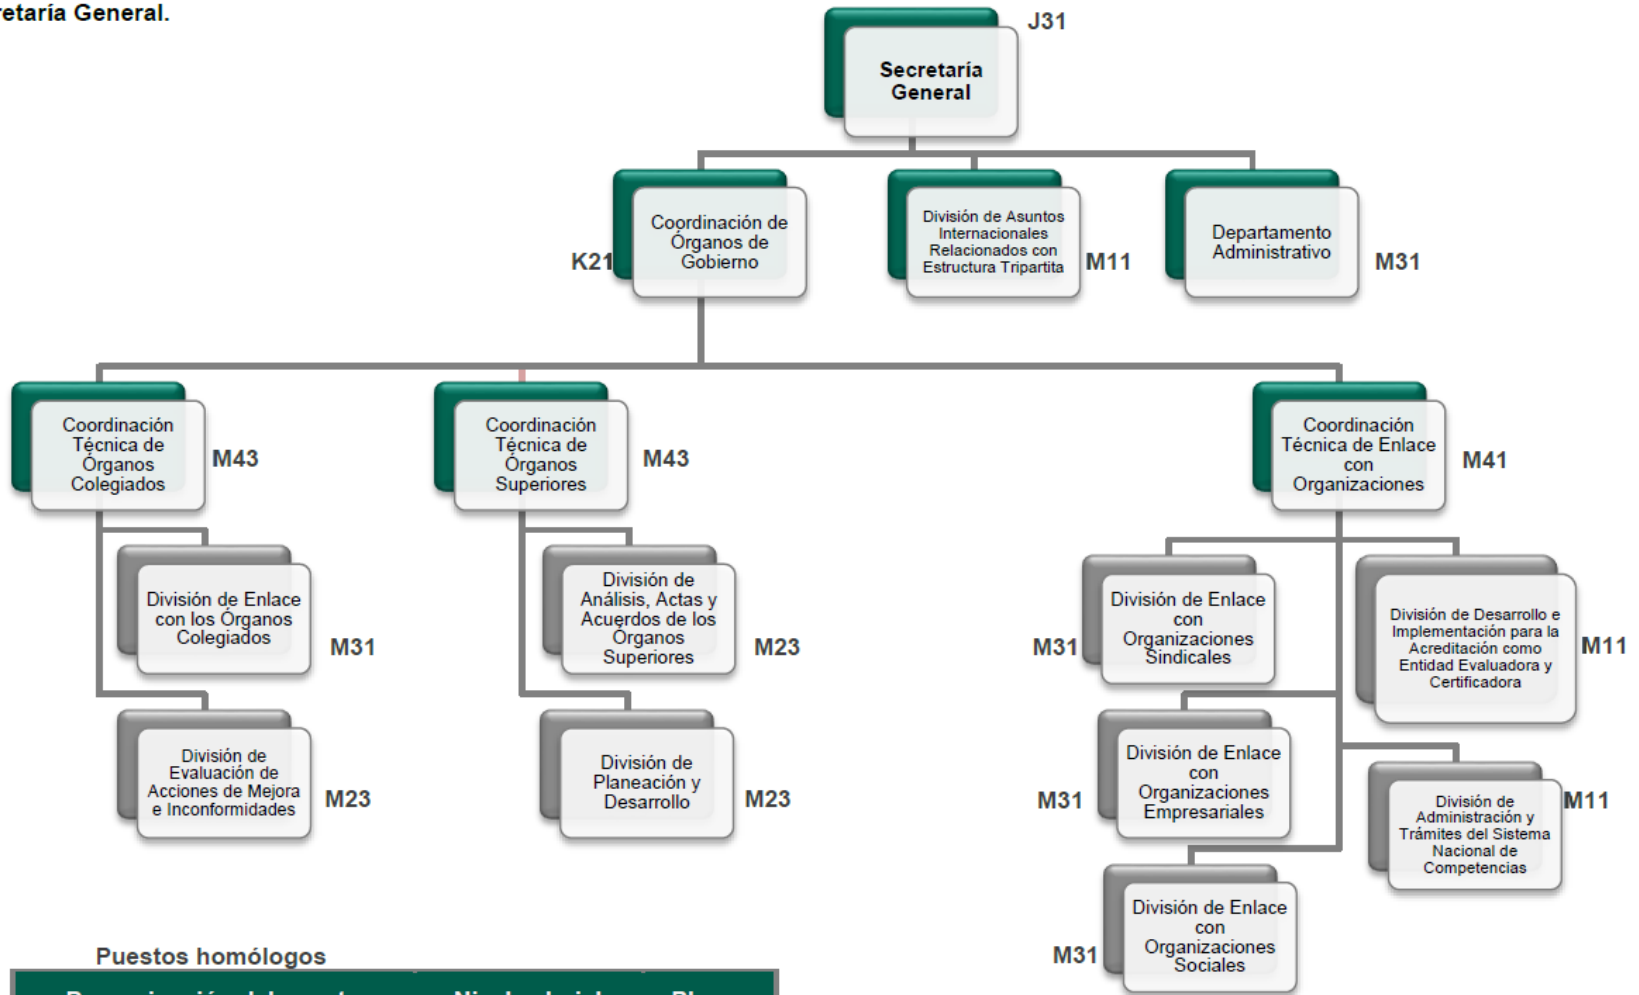 retaría General.
J31
Secretaría
General
Coordinación de
Órganos de
Gobierno
K21
División de Asuntos
Internacionales
Relacionados con
Estructura Tripartita
M11
Departamento
Administrativo
M31
Coordinación
Técnica de
Órganos
Colegiados
M43
Coordinación
Técnica de
Órganos
Superiores
M43
Coordinación
Técnica de Enlace
con
Organizaciones
M41
División de Enlace
con los Órganos
Colegiados
M31
División de
Análisis, Actas y
Acuerdos de los
Órganos
Superiores
M23
División de Enlace
con
Organizaciones
Sindicales
M31
División de Desarrollo e
Implementación para la
Acreditación como
Entidad Evaluadora y
Certificadora
M11
División de
Evaluación de
Acciones de Mejora
e Inconformidades
M23
División de
Planeación y
Desarrollo
M23
División de Enlace
con
Organizaciones
Empresariales
M31
División de
Administración y
Trámites del Sistema
Nacional de
Competencias
M11
División de Enlace
con
Organizaciones
Sociales
M31
Puestos homólogos